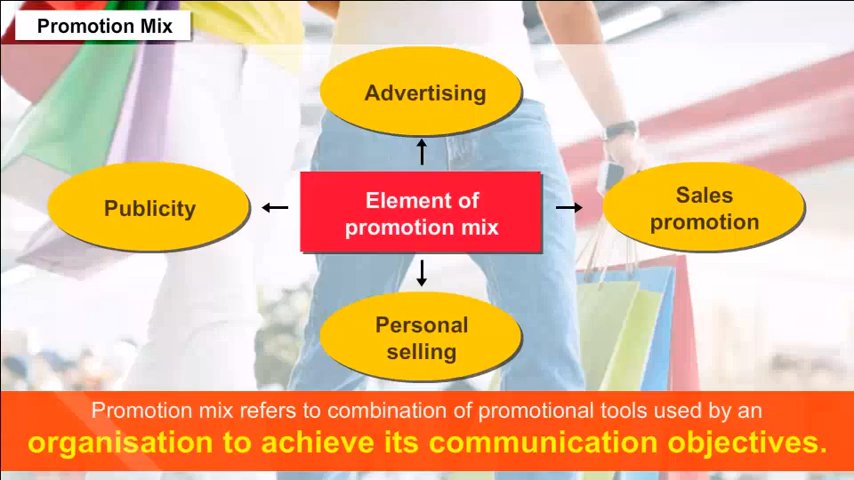 Promotion Mix
Advertising
Publicity
Element of
promotion mix
Sales
promotion
Personal
selling
Promotion mix refers to combination of promotional tools used by an
organisation to achieve its communication objectives.